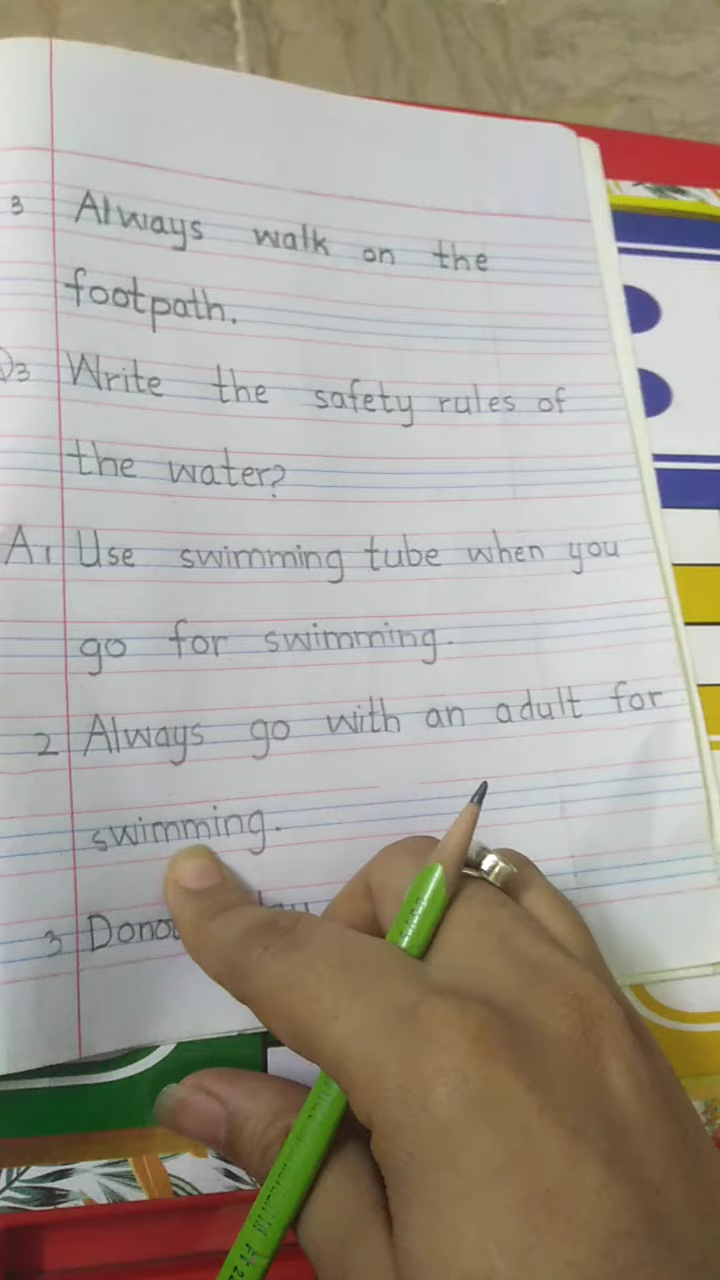 3 Always walk on the
footpath.
Q3 Write the safety rules of
the water?
A1 Use swimming tube when you
go for swimming.
2 Always go with an adult for
swimming.
3